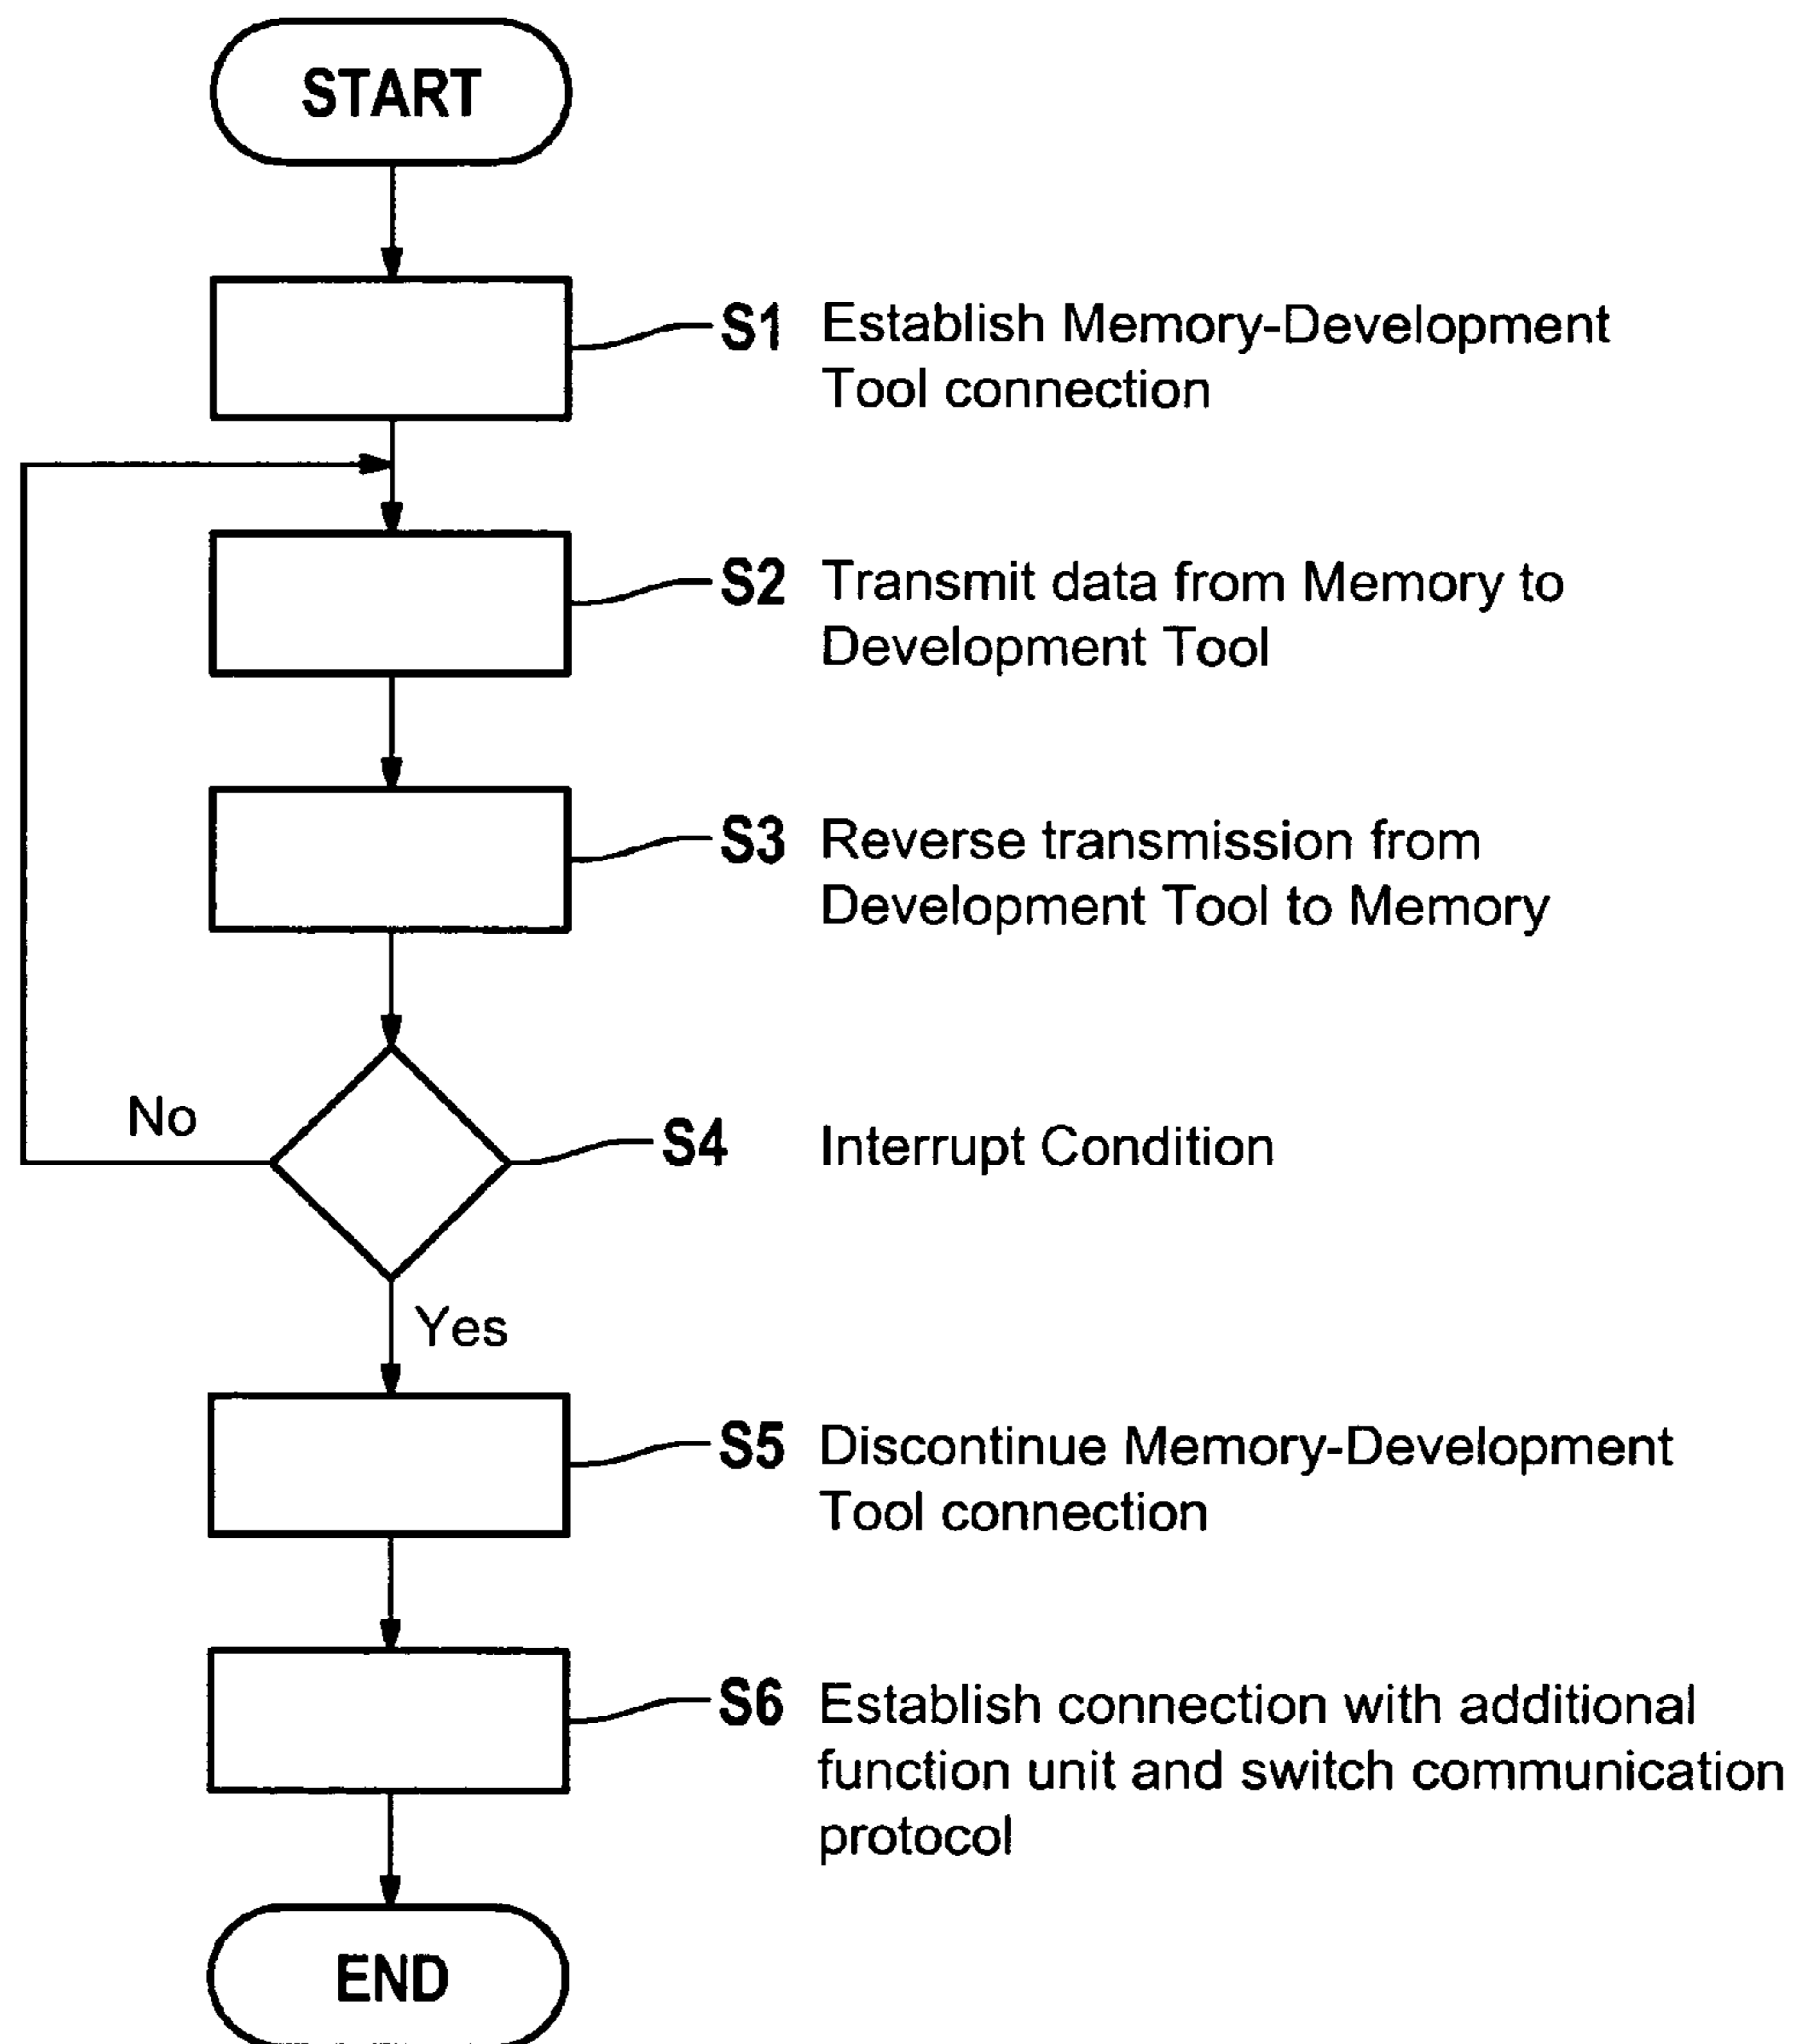 START
S1 Establish Memory-Development
Tool connection
S2 Transmit data from Memory to
Development Tool
S3 Reverse transmission from
Development Tool to Memory
No
S4 Interrupt Condition
Yes
S5 Discontinue Memory-Development
Tool connection
S6 Establish connection with additional
function unit and switch communication
protocol
END